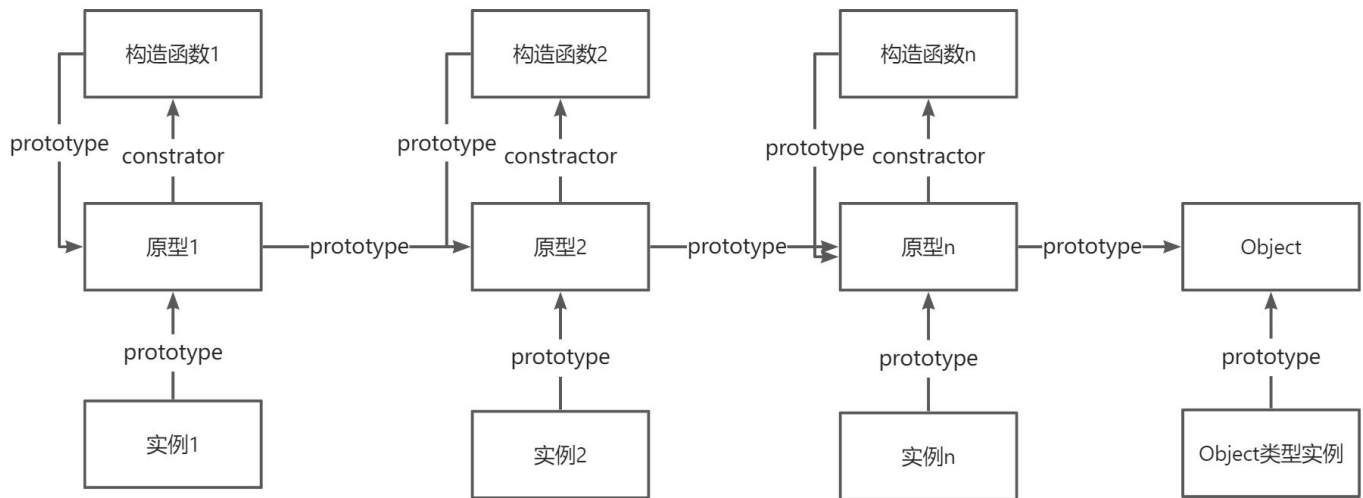 构造函数1
构造函数2
构造函数n
prototype
prototype
prototype
constrator
constractor
constractor
原型1
prototype
原型2
prototype
原型n
prototype
Object
prototype
prototype
prototype
prototype
实例1
实例2
实例n
Object类型实例